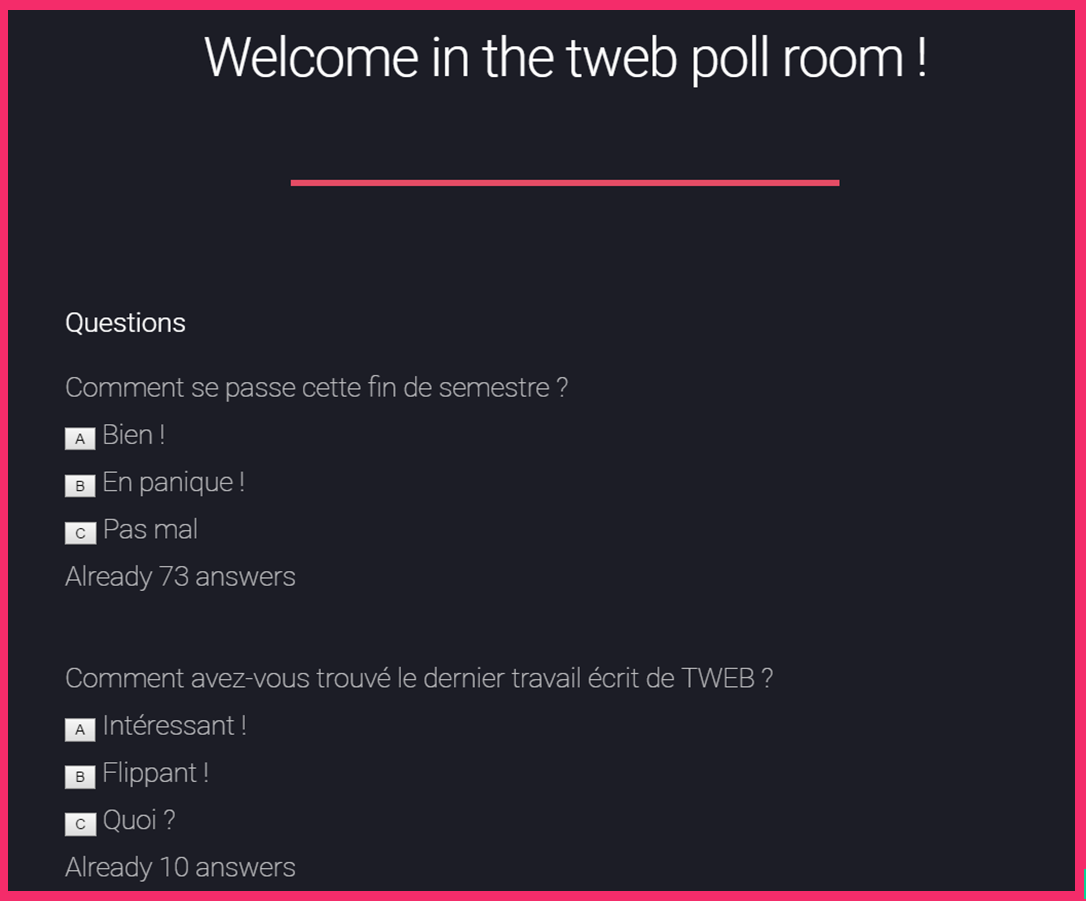 Welcome in the tweb poll room !
Questions
Comment se passe cette fin de semestre ?
A Bien !
B En panique !
C Pas mal
Already 73 answers
Comment avez-vous trouvé le dernier travail écrit de TWEB ?
A Intéressant !
B Flippant !
C Quoi ?
Already 10 answers